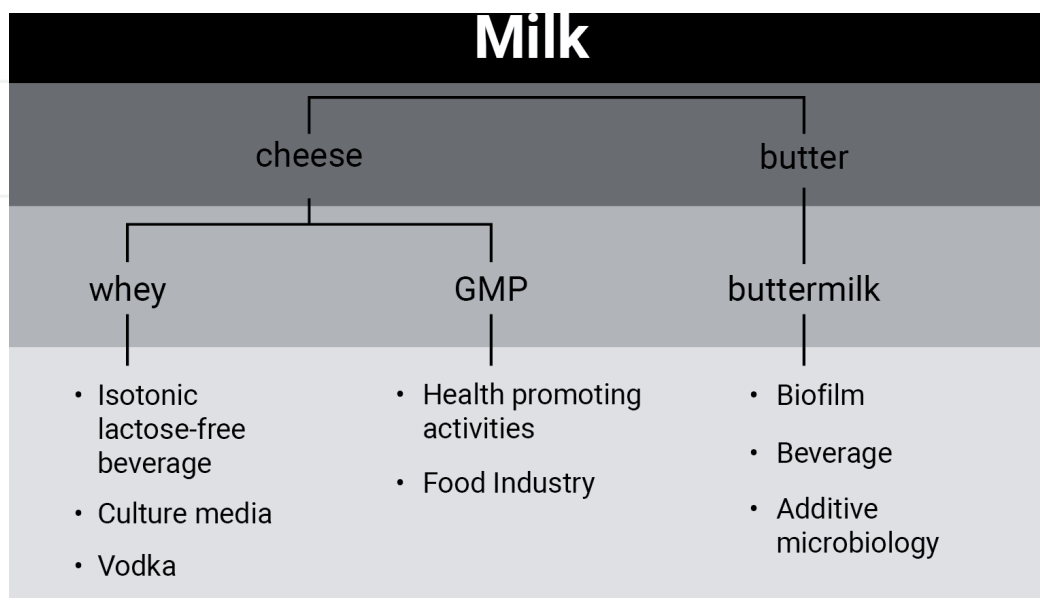 Milk
cheese
butter
whey
GMP
buttermilk
• Isotonic
lactose-free
beverage
• Culture media
• Vodka
• Health promoting
activities
• Food Industry
• Biofilm
• Beverage
• Additive
microbiology